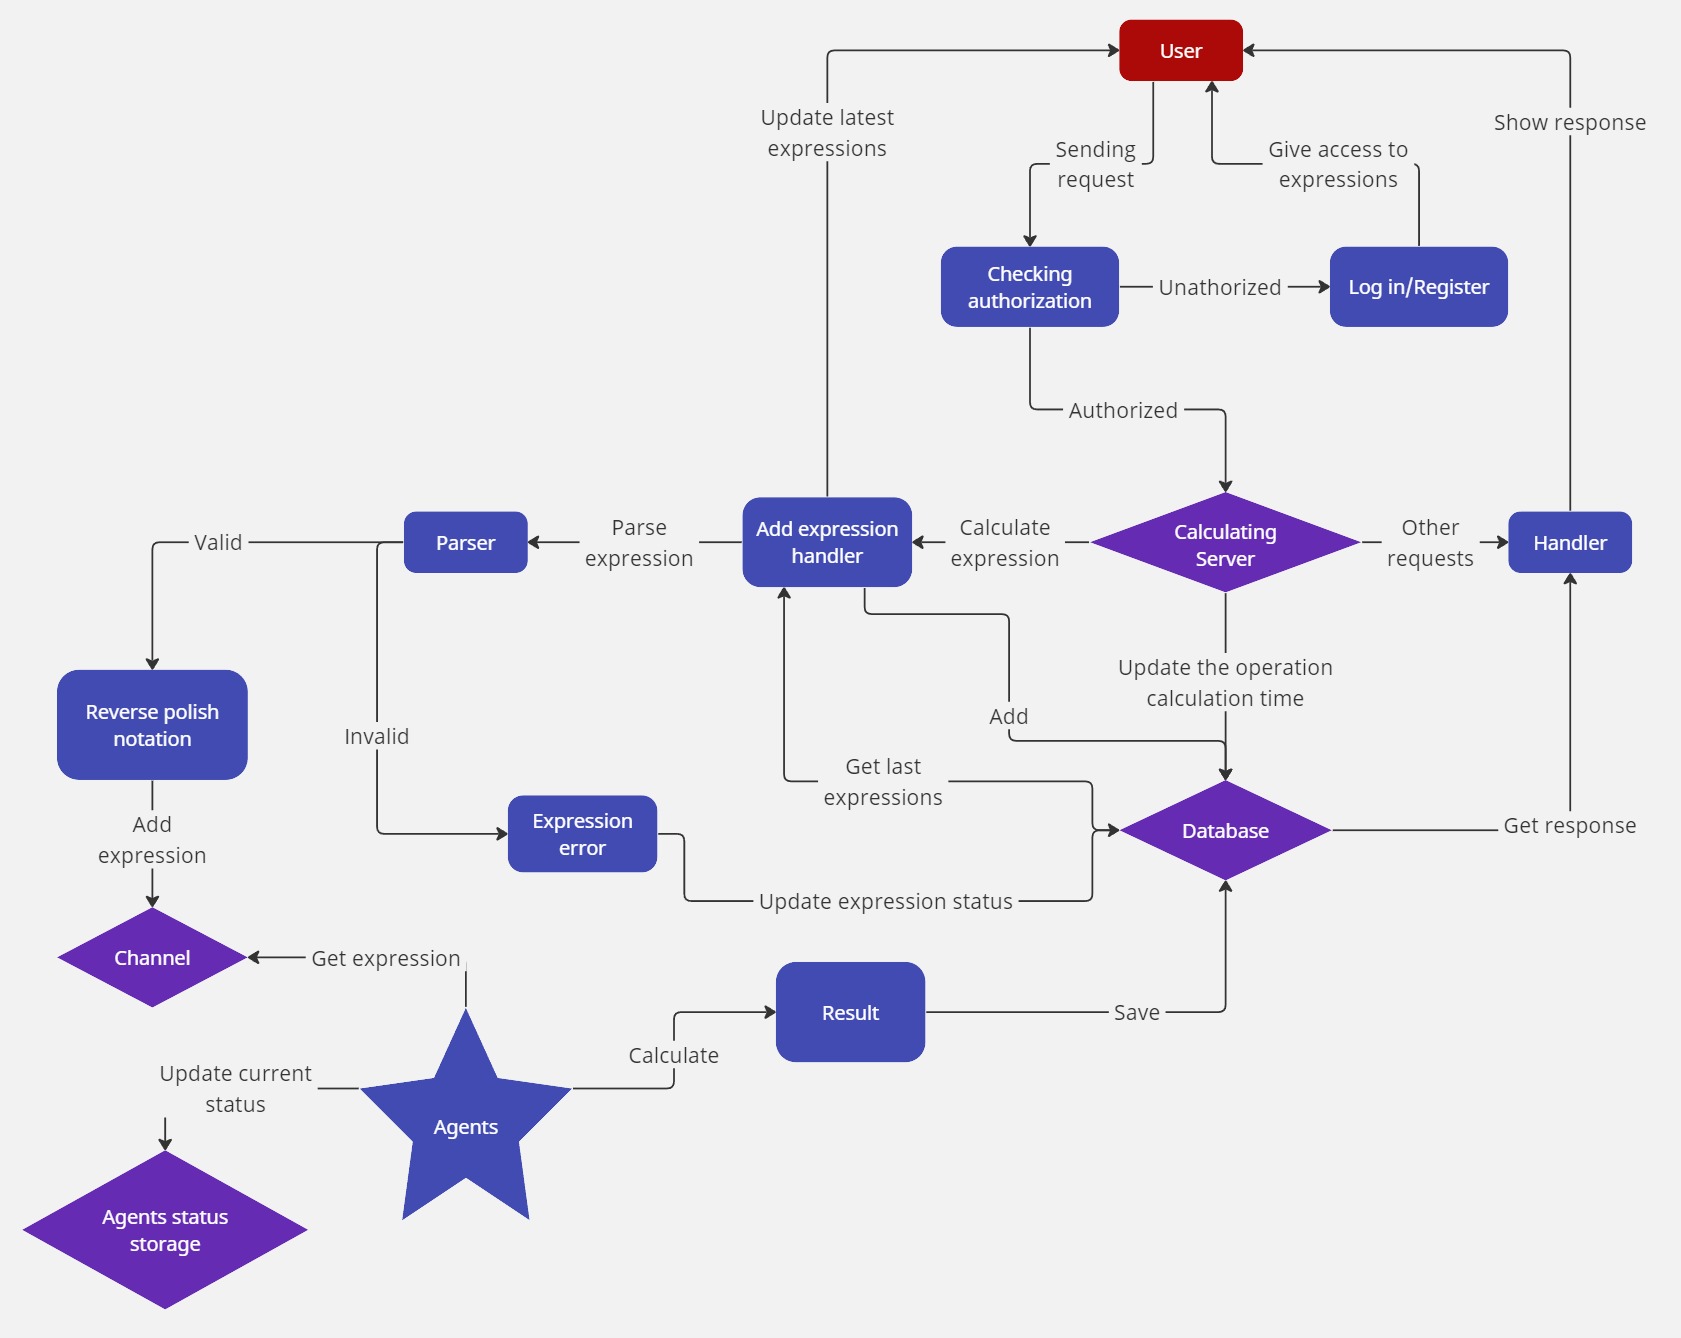 User
Update latest
expressions
Show response
Sending
request
Give access to
expressions
Checking
authorization
Unathorized
Log in/Register
Authorized
Valid
Parser
Parse
expression
Add expression
handler
Calculate
expression
Calculating
Server
Other
requests
Handler
Reverse polish
notation
Invalid
Add
Update the operation
calculation time
Get last
expressions
Add
expression
Expression
error
Database
Get response
Update expression status
Channel
Get expression
Result
Save
Calculate
Update current
status
Agents
Agents status
storage